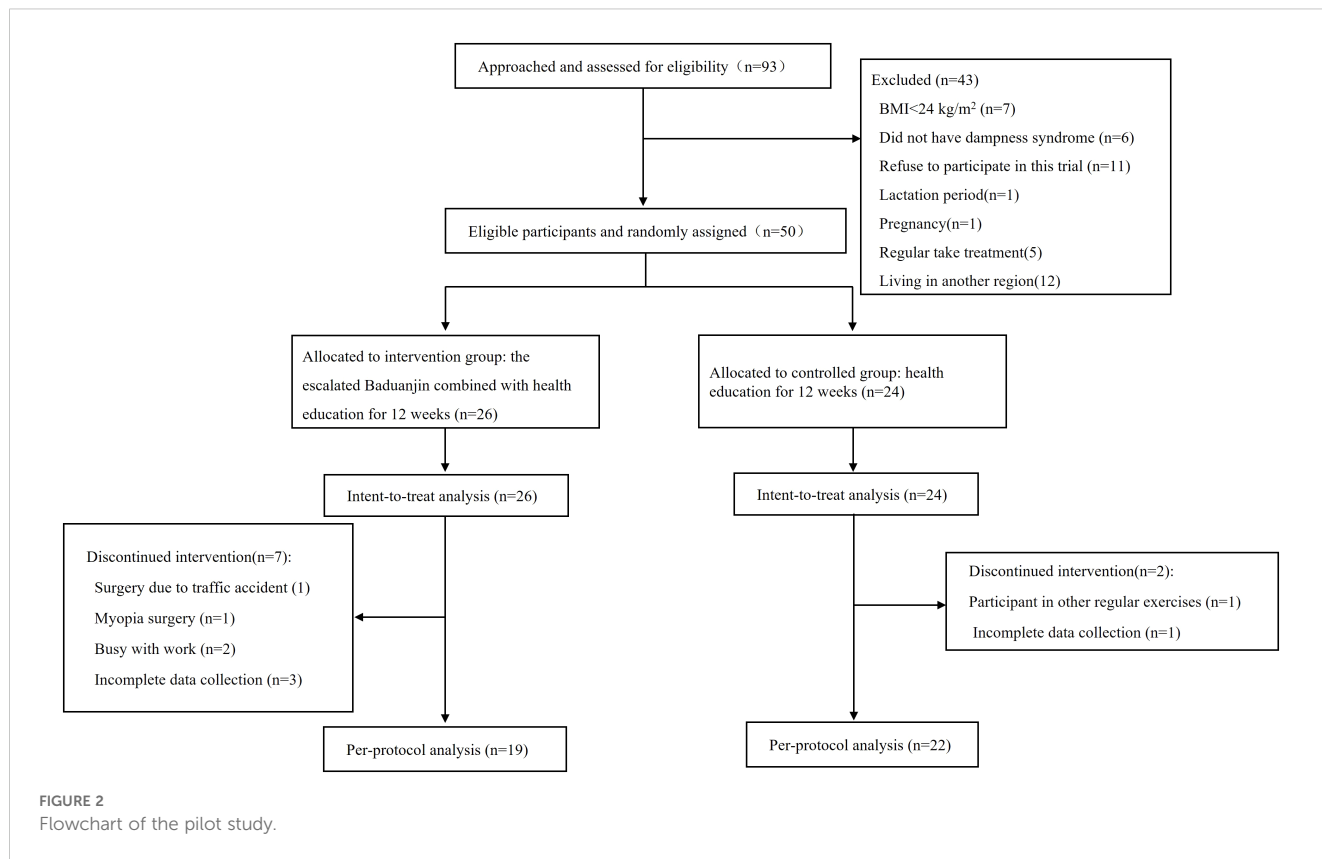 Approached and assessed for eligibility（n=93）
Excluded (n=43)
BMI<24 kg/m² (n=7)
Did not have dampness syndrome (n=6)
Refuse to participate in this trial (n=11)
Lactation period(n=1)
Pregnancy(n=1)
Regular take treatment(5)
Living in another region(12)
Eligible participants and randomly assigned（n=50）
Allocated to intervention group: the
escalated Baduanjin combined with health
education for 12 weeks (n=26)
Allocated to controlled group: health
education for 12 weeks (n=24)
Intent-to-treat analysis (n=26)
Intent-to-treat analysis (n=24)
Discontinued intervention(n=7):
Surgery due to traffic accident (1)
Myopia surgery (n=1)
Busy with work (n=2)
Incomplete data collection (n=3)
Discontinued intervention(n=2):
Participant in other regular exercises (n=1)
Incomplete data collection (n=1)
Per-protocol analysis (n=19)
Per-protocol analysis (n=22)
FIGURE 2
Flowchart of the pilot study.